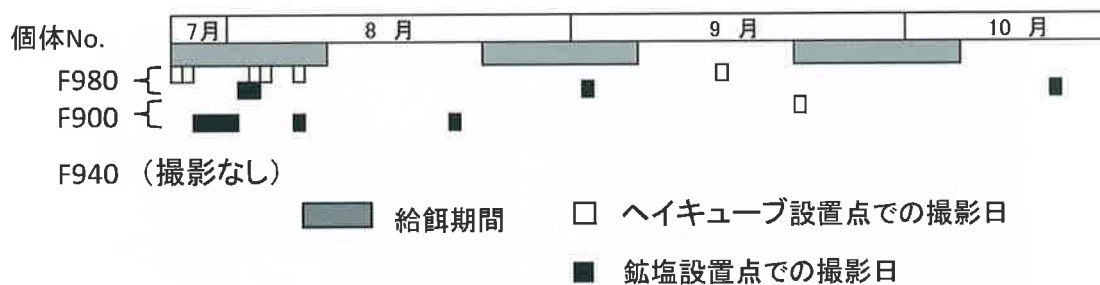 7月 8 月 9 月 10 月
個体No.
F980
F900
F940 (撮影なし)
給餌期間 ヘイキューブ設置点での撮影日
鉱塩設置点での撮影日